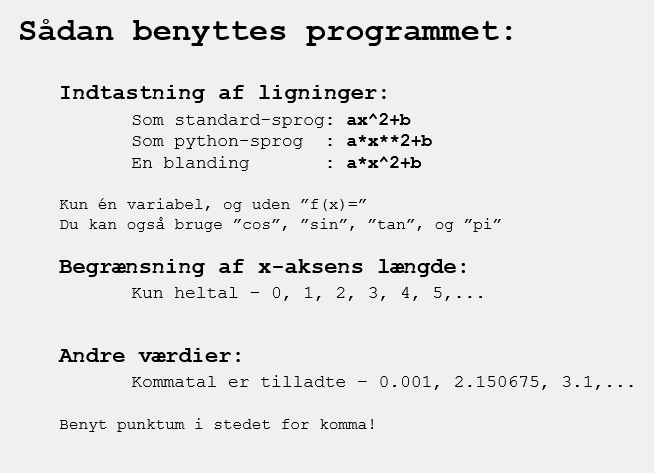 Sådan benyttes programmet:
Indtastning af ligninger:
Som standard-sprog: ax^2+b
Som python-sprog  : a*x**2+b
En blanding       : a*x^2+b
Kun én variabel, og uden ”f(x)=”
Du kan også bruge ”cos”, ”sin”, ”tan”, og ”pi”
Begrænsning af x-aksens længde:
Kun heltal – 0, 1, 2, 3, 4, 5,...
Andre værdier:
Kommatal er tilladte – 0.001, 2.150675, 3.1,...
Benyt punktum i stedet for komma!